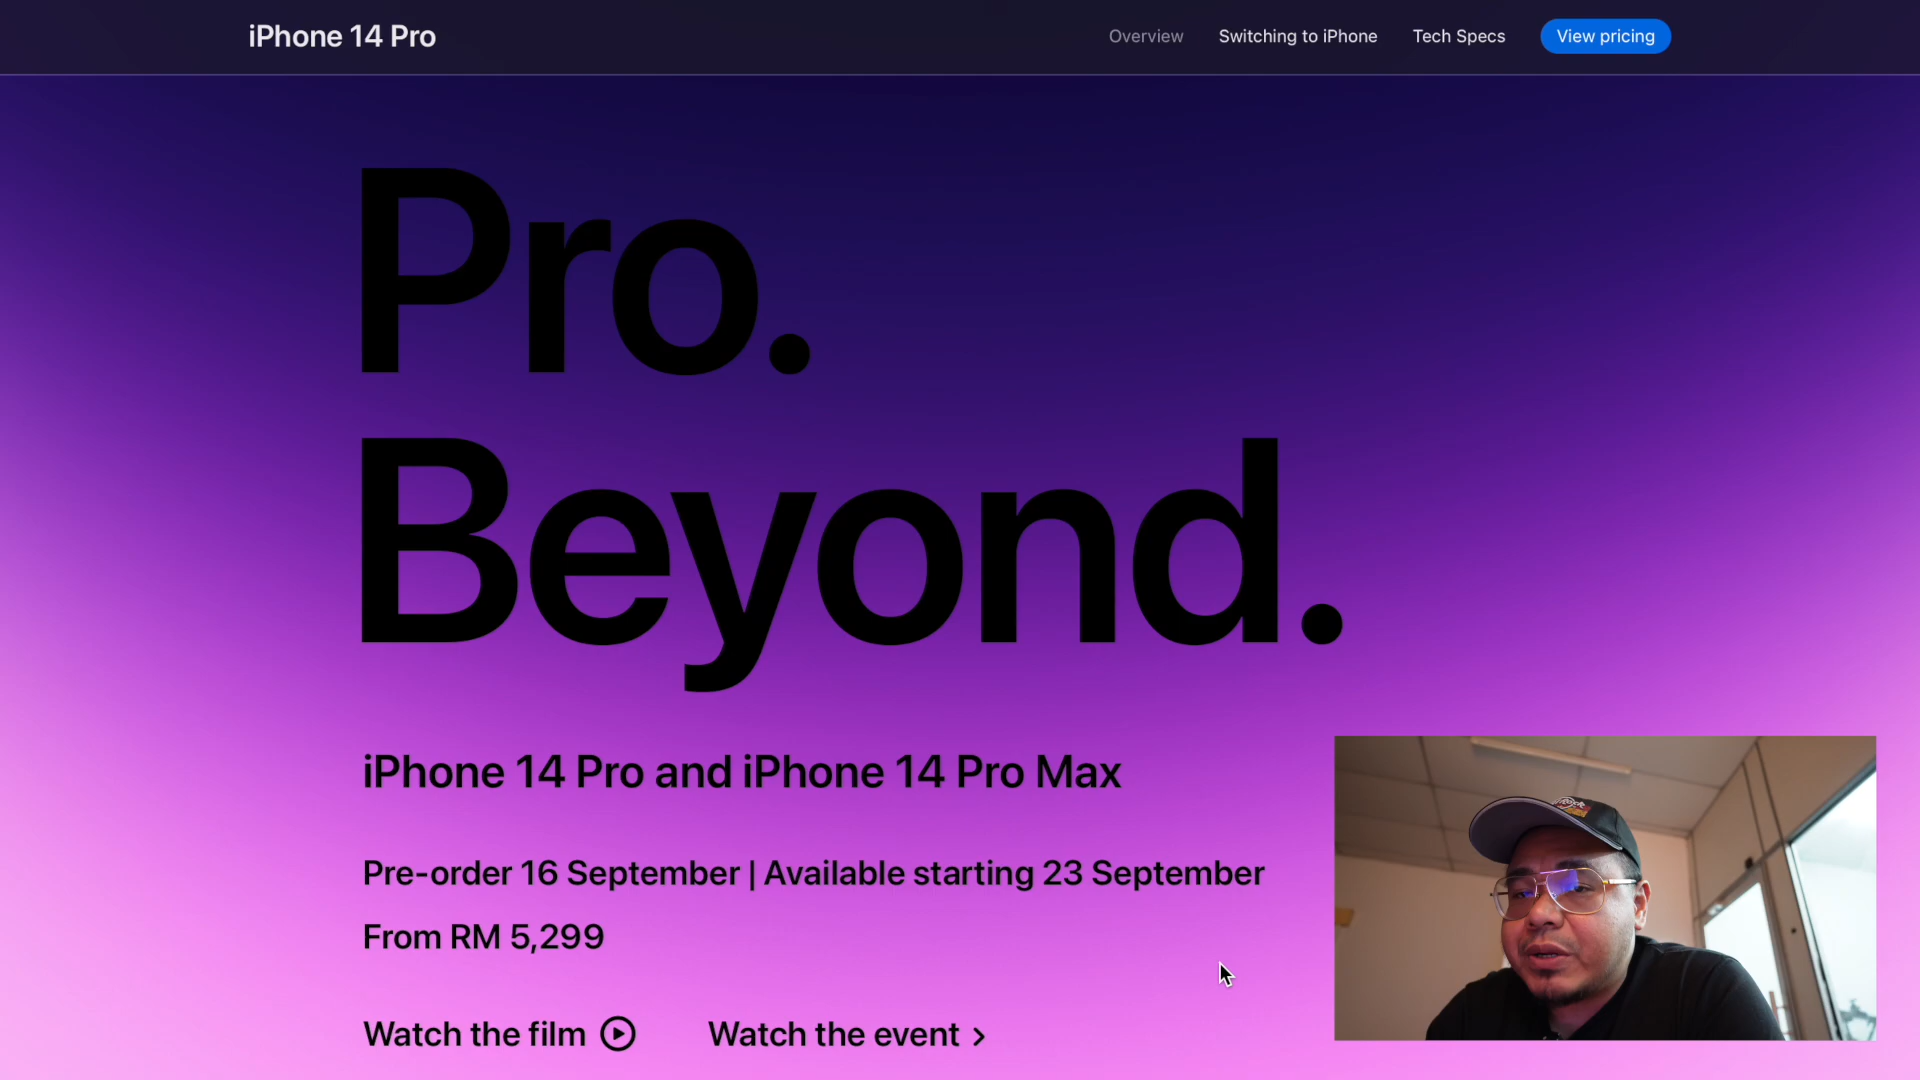 iPhone 14 Pro
Overview Switching to iPhone Tech Specs View pricing
Pro.
Beyond.
iPhone 14 Pro and iPhone 14 Pro Max
Pre-order 16 September | Available starting 23 September
From RM 5,299
Watch the film Watch the event